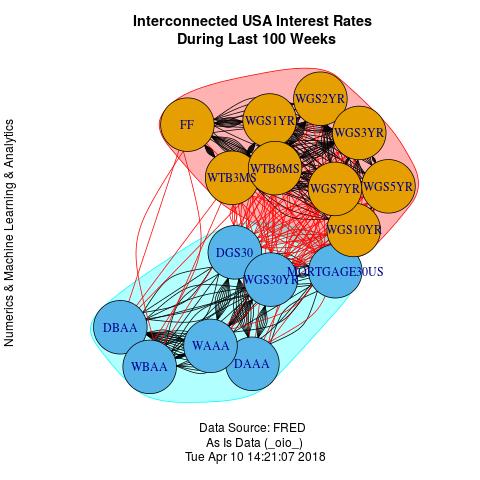 Interconnected USA Interest Rates
During Last 100 Weeks
Numerics & Machine Learning & Analytics
WGS2YR
FF
WGS1YR
WGS3YR
WTB3MS
WTB6MS
WGS7YR
WGS5YR
WGS10YR
DGS30
WGS30YR
MORTGAGE30US
DBAA
WAAA
WBAA
DAAA
Data Source: FRED
As Is Data (_oio_)
Tue Apr 10 14:21:07 2018